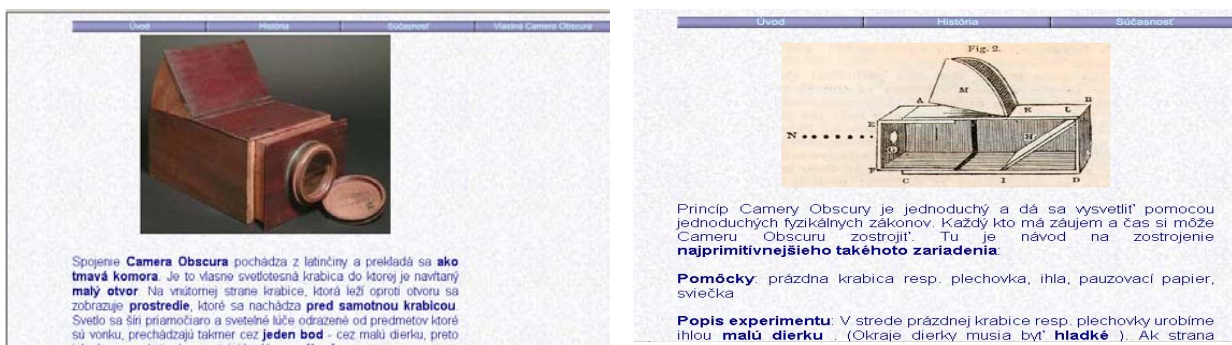 Úvod História Súčasnosť Vlastná Camera Obscura
Spojenie Camera Obscura pochádza z latinčiny a prekladá sa ako
tmavá komora. Je to vlasne svetlotesná krabica do ktorej je navŕtaný
malý otvor. Na vnútornej strane krabice, ktorá leží oproti otvoru sa
zobrazuje prostredie, ktoré sa nachádza pred samotnou krabicou.
Svetlo sa šíri priamočiaro a svetelné lúče odrazené od predmetov ktoré
sú vonku, prechádzajú takmer cez jeden bod - cez malú dierku, preto
Úvod História Súčasnosť
Fig. 2.
A M K L B
E
N H
G
F C I D
Princíp Camery Obscury je jednoduchý a dá sa vysvetliť pomocou
jednoduchých fyzikálnych zákonov. Každý kto má záujem a čas si môže
Cameru Obscuru zostrojiť. Tu je návod na zostrojenie
najprimitívnejšieho takéhoto zariadenia:
Pomôcky: prázdna krabica resp. plechovka, ihla, pauzovací papier,
sviečka
Popis experimentu: V strede prázdnej krabice resp. plechovky urobíme
ihlou malú dierku . (Okraje dierky musia byť hladké ). Ak strana